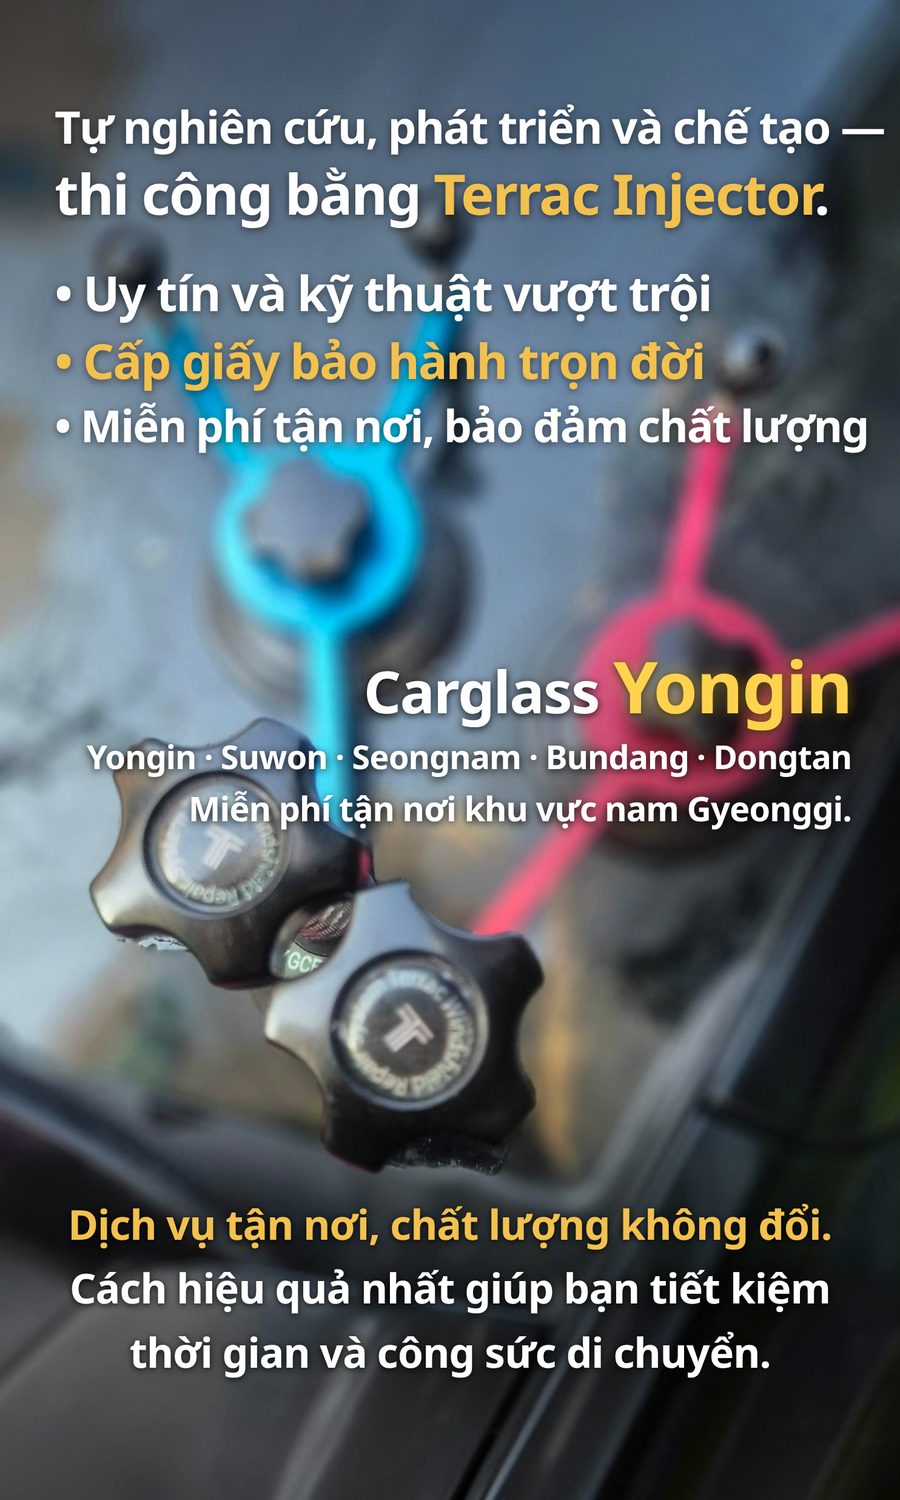 Tự nghiên cứu, phát triển và chế tạo —
thi công bằng Terrac Injector.
• Uy tín và kỹ thuật vượt trội
• Cấp giấy bảo hành trọn đời
• Miễn phí tận nơi, bảo đảm chất lượng
Carglass Yongin
Yongin · Suwon · Seongnam · Bundang · Dongtan
Miễn phí tận nơi khu vực nam Gyeonggi.
Dịch vụ tận nơi, chất lượng không đổi.
Cách hiệu quả nhất giúp bạn tiết kiệm
thời gian và công sức di chuyển.